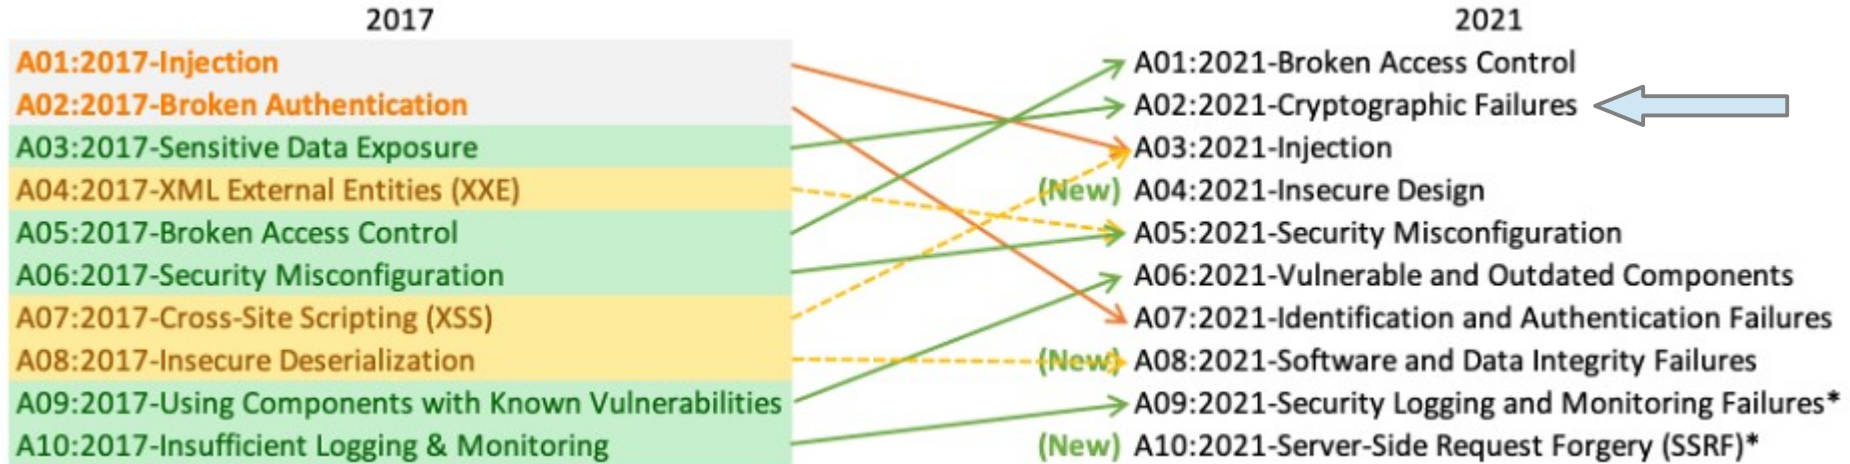 2017
A01:2017-Injection
A02:2017-Broken Authentication
A03:2017-Sensitive Data Exposure
A04:2017-XML External Entities (XXE)
A05:2017-Broken Access Control
A06:2017-Security Misconfiguration
A07:2017-Cross-Site Scripting (XSS)
A08:2017-Insecure Deserialization
A09:2017-Using Components with Known Vulnerabilities
A10:2017-Insufficient Logging & Monitoring
2021
A01:2021-Broken Access Control
A02:2021-Cryptographic Failures
A03:2021-Injection
(New) A04:2021-Insecure Design
A05:2021-Security Misconfiguration
A06:2021-Vulnerable and Outdated Components
A07:2021-Identification and Authentication Failures
(New) A08:2021-Software and Data Integrity Failures
A09:2021-Security Logging and Monitoring Failures*
(New) A10:2021-Server-Side Request Forgery (SSRF)*